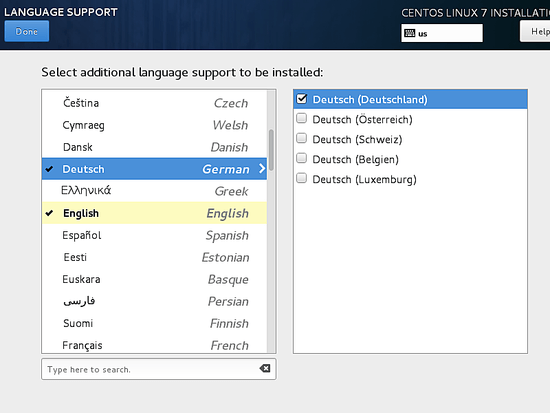 LANGUAGE SUPPORT
CENTOS LINUX 7 INSTALLATIO
Done
us
Help
Select additional language support to be installed:
Čeština Czech
Cymraeg Welsh
Dansk Danish
Deutsch German
Ελληνικά Greek
English English
Español Spanish
Eesti Estonian
Euskara Basque
فارسی Persian
Suomi Finnish
Français French
Type here to search.
Deutsch (Deutschland)
Deutsch (Österreich)
Deutsch (Schweiz)
Deutsch (Belgien)
Deutsch (Luxemburg)